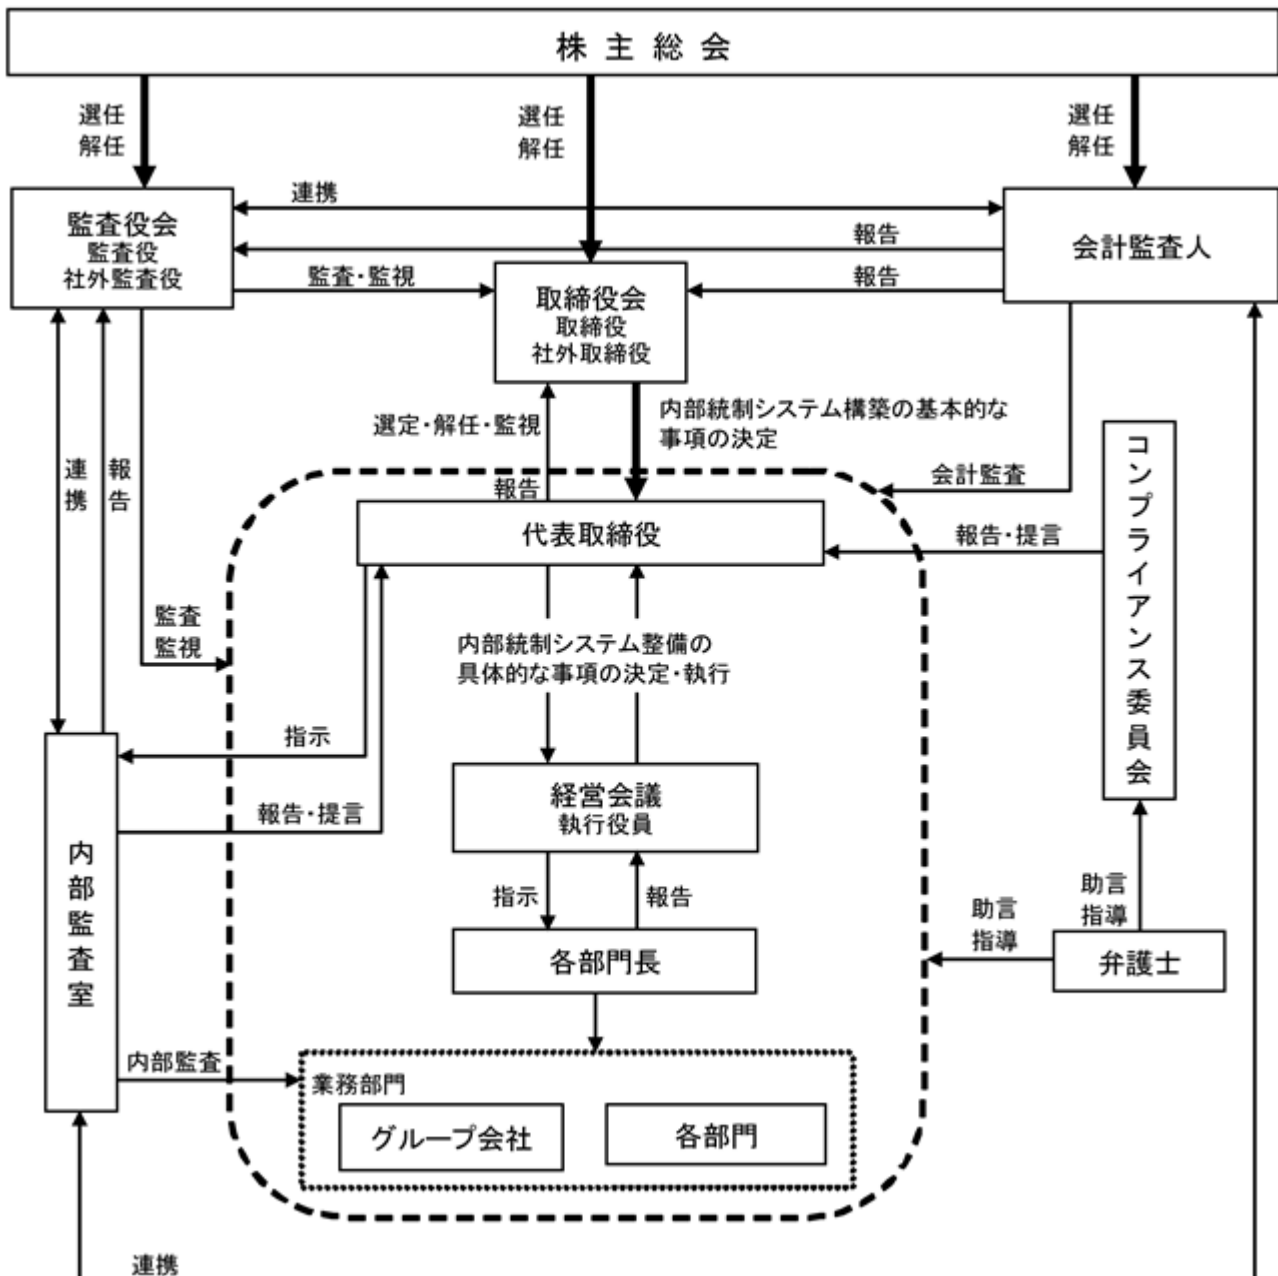 株主総会
選任
解任
選任
解任
選任
解任
監査役会
監査役
社外監査役
連携
報告
会計監査人
監査・監視
報告
取締役会
取締役
社外取締役
選定・解任・監視
内部統制システム構築の基本的な
事項の決定
連携
報告
報告
会計監査
コンプライアンス委員会
代表取締役
報告・提言
監査
監視
内部統制システム整備の
具体的な事項の決定・執行
指示
経営会議
執行役員
報告・提言
内部監査室
指示
報告
助言
指導
助言
指導
各部門長
弁護士
内部監査
業務部門
グループ会社
各部門
連携